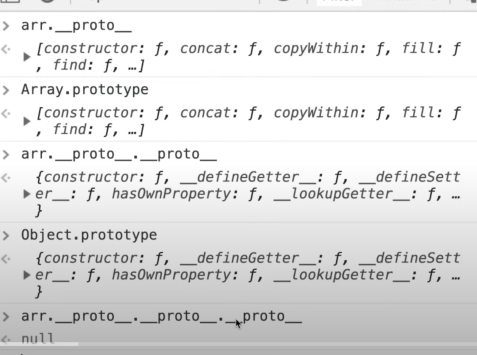 arr.__proto__
[constructor: ƒ, concat: ƒ, copyWithin: ƒ, fill: ƒ
, find: ƒ, …]
Array.prototype
[constructor: ƒ, concat: ƒ, copyWithin: ƒ, fill: ƒ
, find: ƒ, …]
arr.__proto__.__proto__
{constructor: ƒ, __defineGetter__: ƒ, __defineSett
er__: ƒ, hasOwnProperty: ƒ, __lookupGetter__: ƒ, …
}
Object.prototype
{constructor: ƒ, __defineGetter__: ƒ, __defineSett
er__: ƒ, hasOwnProperty: ƒ, __lookupGetter__: ƒ, …
}
arr.__proto__.__proto__.__proto__
null